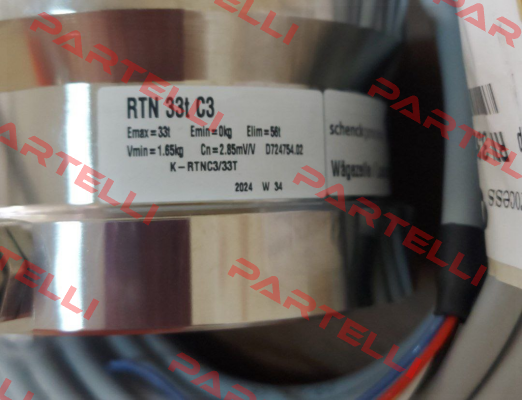 RTN 33t C3
Emax=33t Emin=0kg Elim=56t
Vmin=1.65kg Cn=2.85mV/V D724754.02
K-RTNC3/33T
2024 W 34
schenck
Wägezelle
PARTELLI
PARTELLI
PARTELLI
PARTELLI
PARTELLI
PARTELLI